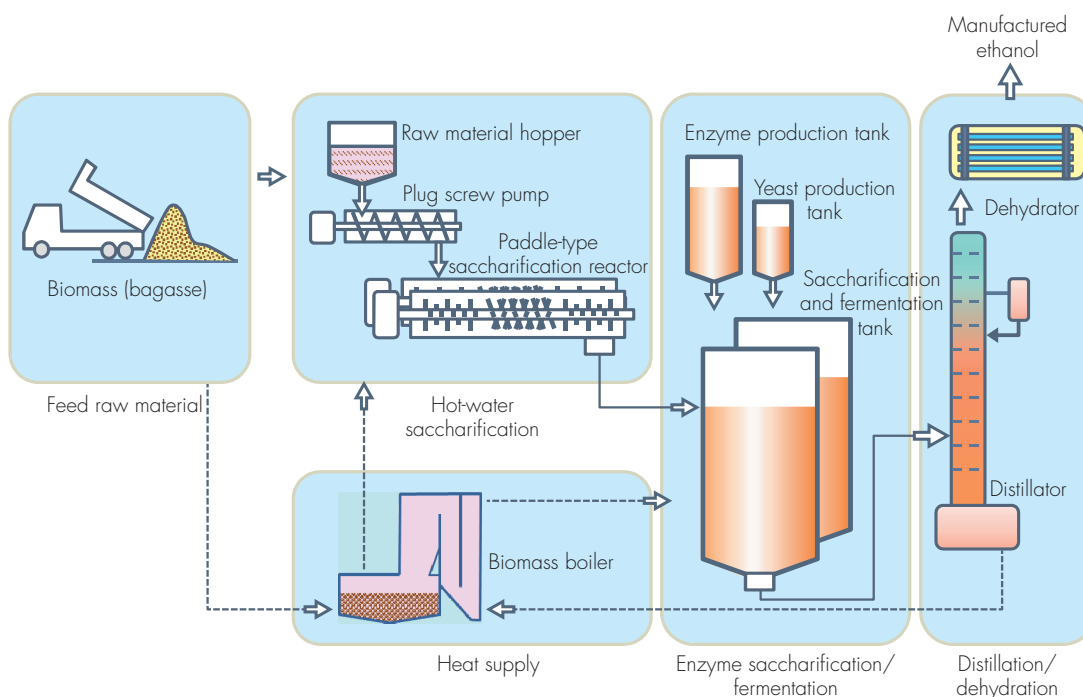 Manufactured
ethanol
Raw material hopper
Plug screw pump
Paddle-type
saccharification reactor
Enzyme production tank
Yeast production
tank
Saccharification
and fermentation
tank
Dehydrator
Distillator
Biomass (bagasse)
Feed raw material
Hot-water
saccharification
Biomass boiler
Heat supply
Enzyme saccharification/
fermentation
Distillation/
dehydration